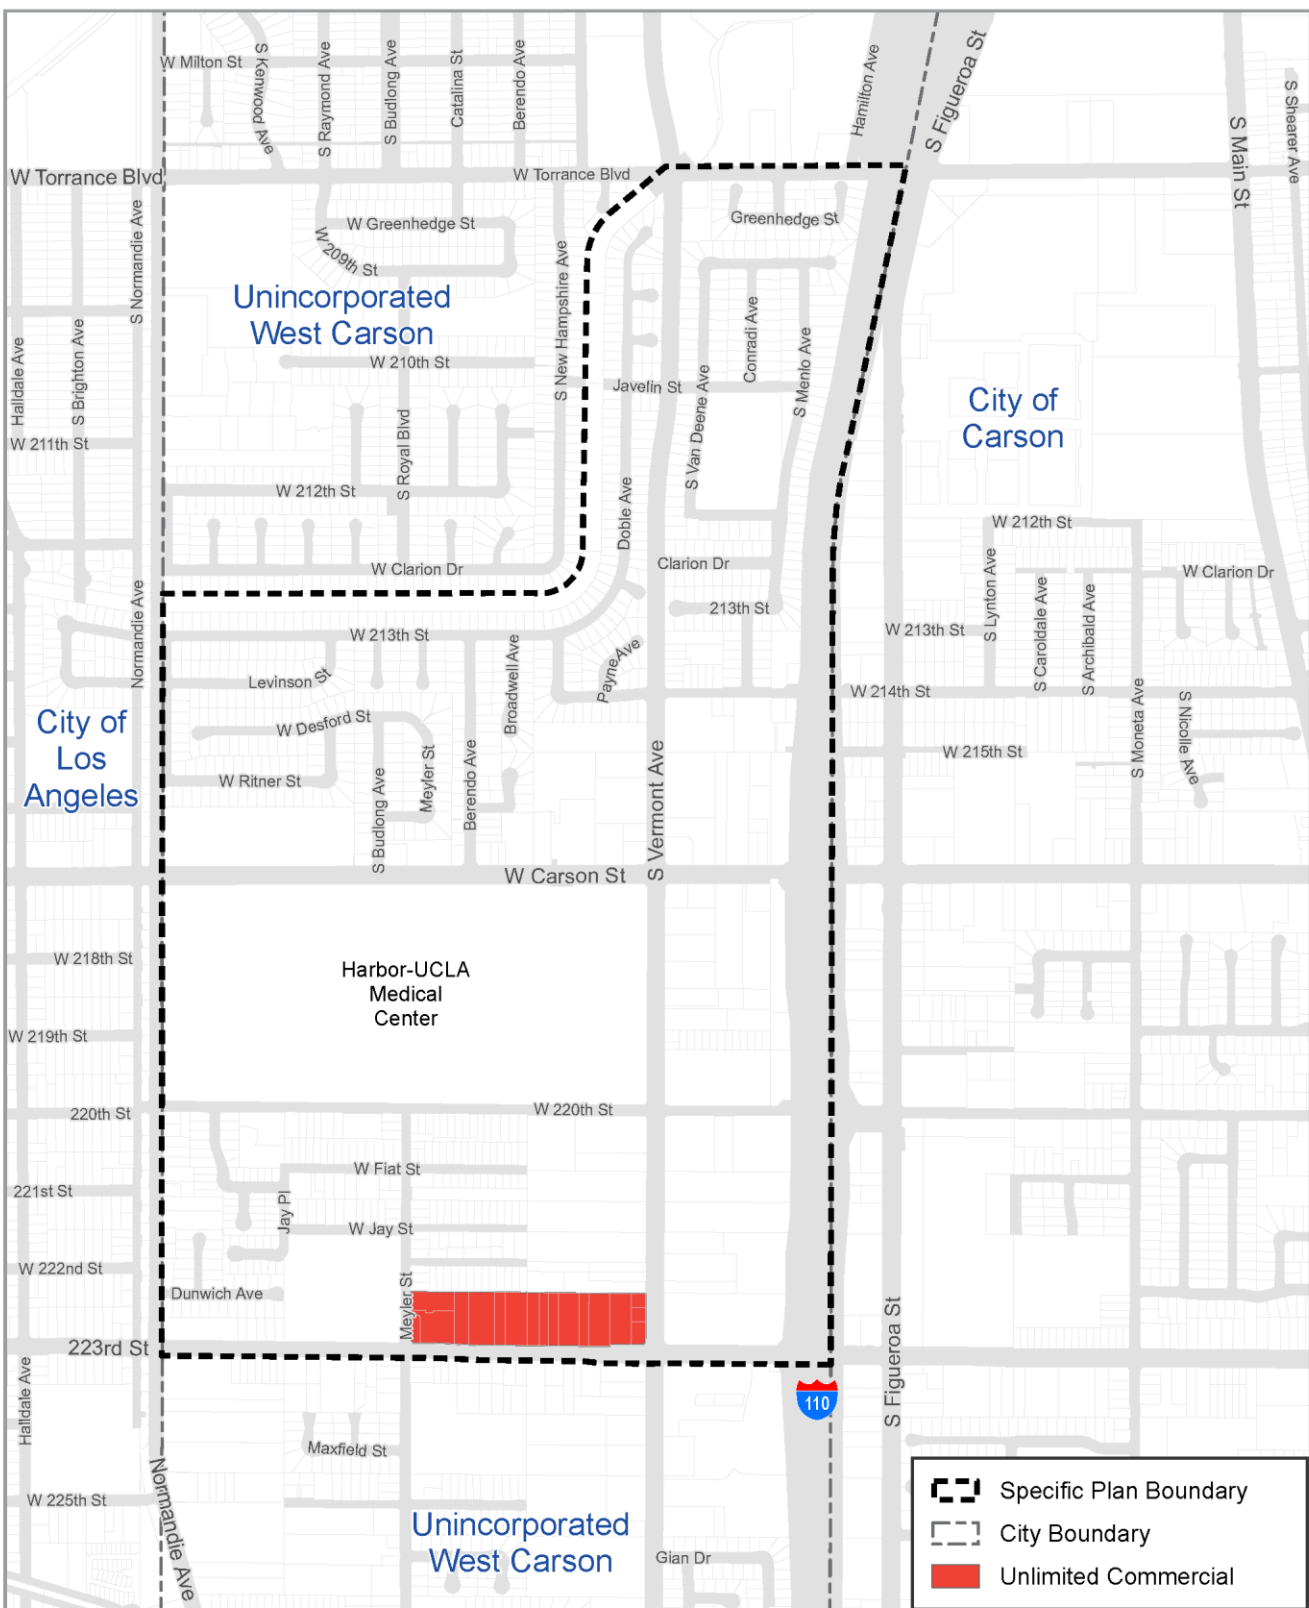 W Milton St
S Kenwood Ave
S Raymond Ave
S Budlong Ave
Catalina St
Berendo Ave
Hamilton Ave
S Figueroa St
S Main St
S Shearer Ave
W Torrance Blvd
W Torrance Blvd
S Normandie Ave
W Greenhedge St
W 209th St
Greenhedge St
S New Hampshire Ave
Unincorporated
West Carson
Halldale Ave
S Brighton Ave
W 210th St
Javelin St
Conradi Ave
S Menlo Ave
S Van Deene Ave
City of
Carson
W 211th St
S Royal Blvd
W 212th St
Doble Ave
W 212th St
W Clarion Dr
Clarion Dr
W Clarion Dr
S Lynton Ave
S Caroldale Ave
S Archibald Ave
Normandie Ave
213th St
W 213th St
W 213th St
Levinson St
Broadwell Ave
Payne Ave
W 214th St
S Moneta Ave
S Nicolle Ave
City of
Los
Angeles
W Desford St
W 215th St
W Ritner St
S Budlong Ave
Meyler St
Berendo Ave
S Vermont Ave
W Carson St
W 218th St
Harbor-UCLA
Medical
Center
W 219th St
220th St
W 220th St
W Fiat St
221st St
Jay Pl
W Jay St
W 222nd St
Dunwich Ave
Meyler St
223rd St
S Figueroa St
Halldale Ave
110
Maxfield St
Normandie Ave
W 225th St
Unincorporated
West Carson
Gian Dr
Specific Plan Boundary
City Boundary
Unlimited Commercial